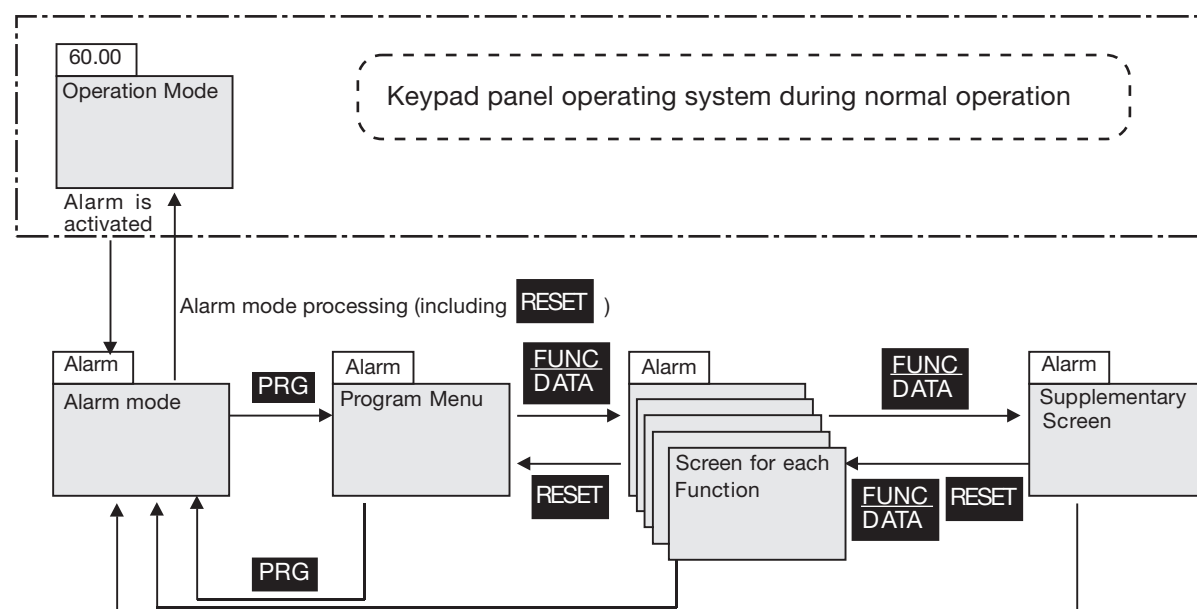 60.00
Operation Mode
Keypad panel operating system during normal operation
Alarm is
activated
Alarm mode processing (including RESET )
Alarm
Alarm mode
PRG
Alarm
Program Menu
FUNC
DATA
RESET
Alarm
Screen for each
Function
FUNC
DATA
FUNC
DATA
RESET
Alarm
Supplementary
Screen
PRG